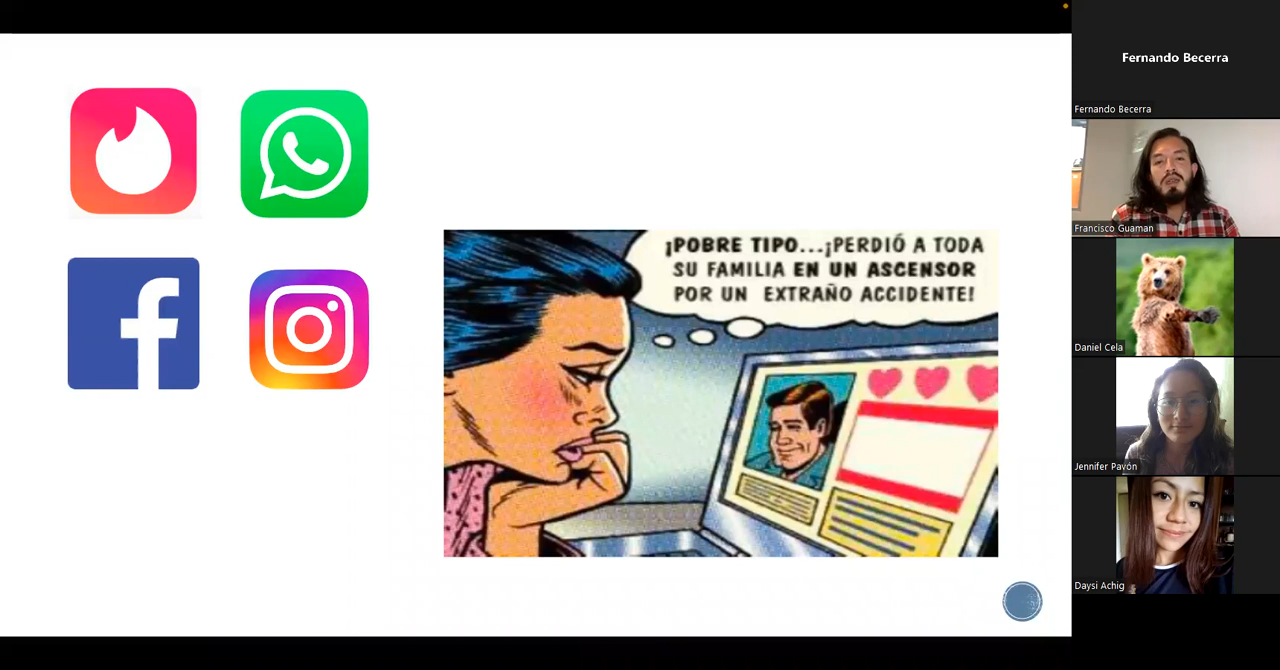 ¡POBRE TIPO...¡PERDIÓ A TODA
SU FAMILIA EN UN ASCENSOR
POR UN EXTRAÑO ACCIDENTE!
Fernando Becerra
Fernando Becerra
Francisco Guaman
Daniel Cela
Jennifer Pavón
Daysi Achig